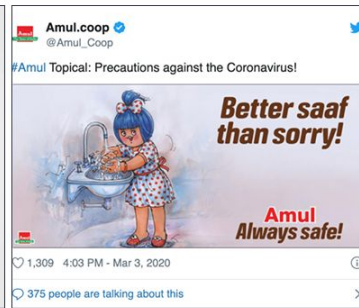 Amul.coop
@Amul_Coop
#Amul Topical: Precautions against the Coronavirus!
Better saaf
than sorry!
Amul
Always safe!
1,309 4:03 PM - Mar 3, 2020
375 people are talking about this